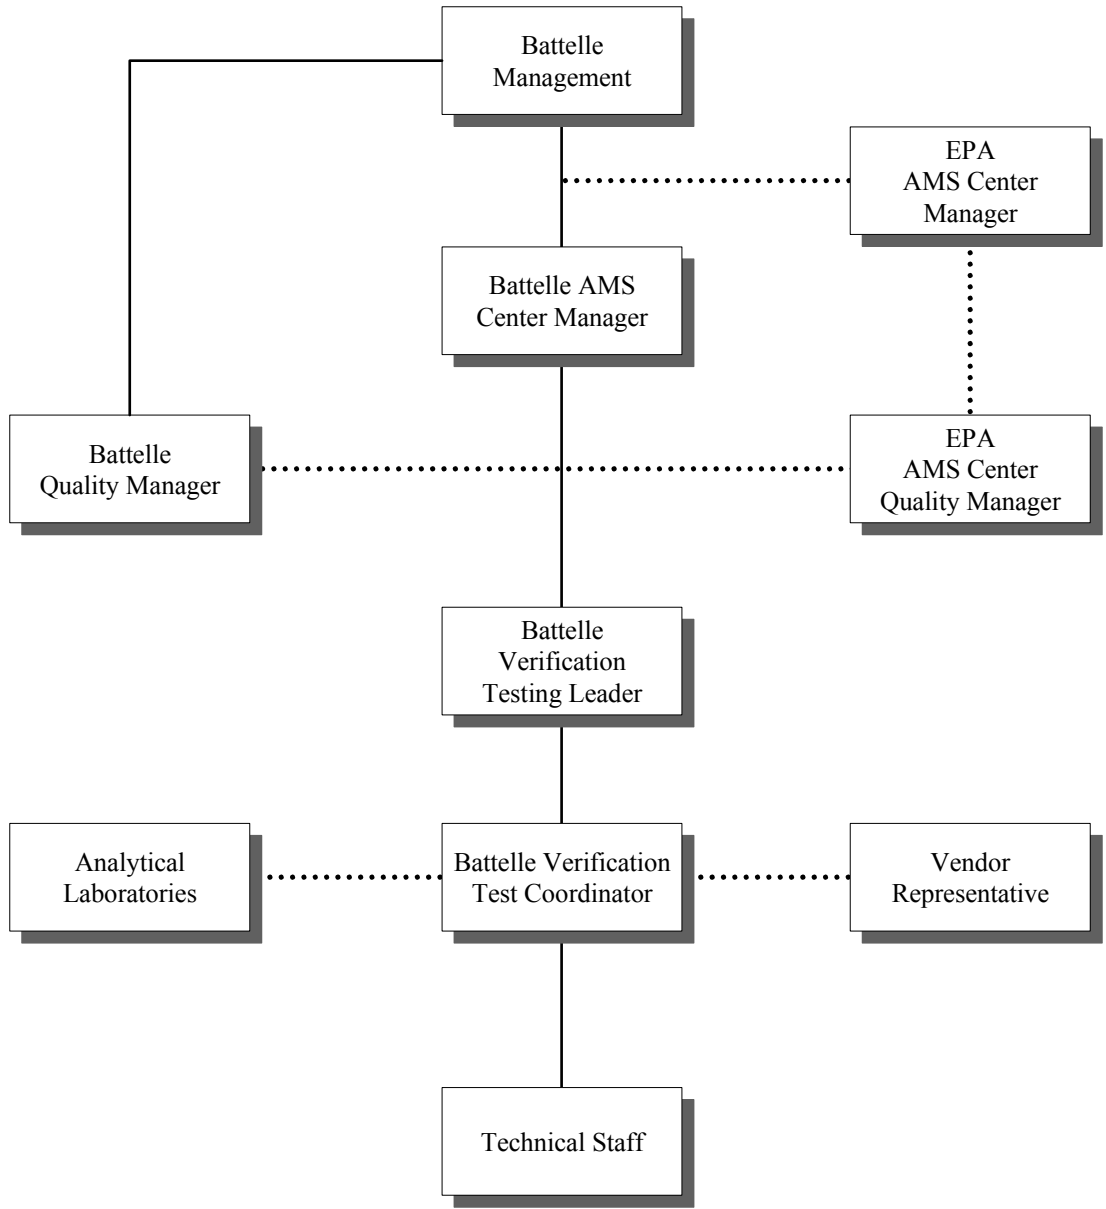 Battelle
Management
EPA
AMS Center
Manager
Battelle AMS
Center Manager
Battelle
Quality Manager
EPA
AMS Center
Quality Manager
Battelle
Verification
Testing Leader
Analytical
Laboratories
Battelle Verification
Test Coordinator
Vendor
Representative
Technical Staff